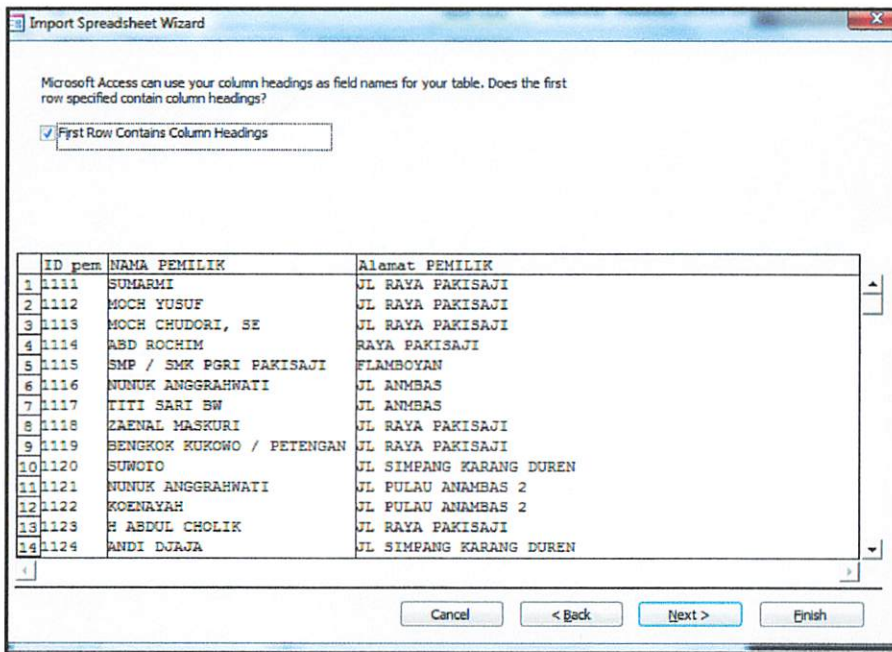 Import Spreadsheet Wizard
Microsoft Access can use your column headings as field names for your table. Does the first
row specified contain column headings?
First Row Contains Column Headings
ID pem NAMA PEMILIK Alamat PEMILIK
1 1111 SUMARMI JL RAYA PAKISAJI
2 1112 MOCH YUSUF JL RAYA PAKISAJI
3 1113 MOCH CHUDORI, SE JL RAYA PAKISAJI
4 1114 ABD ROCHIM RAYA PAKISAJI
5 1115 SMP / SMK PGRI PAKISAJI FLAMBOYAN
6 1116 NUNUK ANGGRAHWATI JL ANMBAS
7 1117 TITI SARI BW JL ANMBAS
8 1118 ZAENAL MASKURI JL RAYA PAKISAJI
9 1119 BENGKOK KUKOWO / PETENGAN JL RAYA PAKISAJI
10 1120 SUWOTO JL SIMPANG KARANG DUREN
11 1121 NUNUK ANGGRAHWATI JL PULAU ANAMBAS 2
12 1122 KOENAYAH JL PULAU ANAMBAS 2
13 1123 H ABDUL CHOLIK JL RAYA PAKISAJI
14 1124 ANDI DJAJA JL SIMPANG KARANG DUREN
Cancel < Back Next > Finish